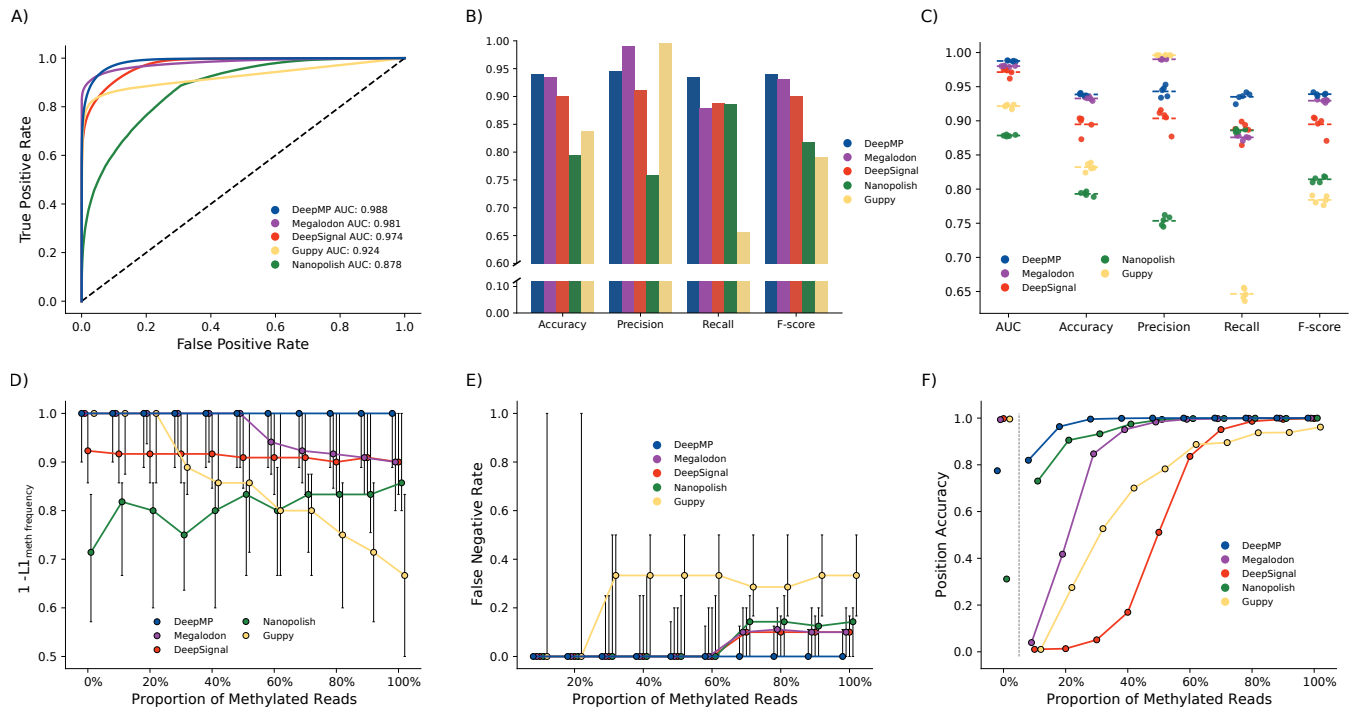 A)
True Positive Rate
1.0
0.8
0.6
0.4
0.2
0.0
DeepMP AUC: 0.988
Megalodon AUC: 0.981
DeepSignal AUC: 0.974
Guppy AUC: 0.924
Nanopolish AUC: 0.878
0.0 0.2 0.4 0.6 0.8 1.0
False Positive Rate
B)
1.00
0.95
0.90
0.85
0.80
0.75
0.70
0.65
0.60
0.10
0.00
Accuracy Precision Recall F-score
DeepMP
Megalodon
DeepSignal
Nanopolish
Guppy
C)
1.00
0.95
0.90
0.85
0.80
0.75
0.70
0.65
DeepMP Nanopolish
Megalodon Guppy
DeepSignal
AUC Accuracy Precision Recall F-score
D)
1 -L1meth frequency
1.0
0.9
0.8
0.7
0.6
0.5
DeepMP Nanopolish
Megalodon Guppy
DeepSignal
0% 20% 40% 60% 80% 100%
Proportion of Methylated Reads
E)
False Negative Rate
1.0
0.8
0.6
0.4
0.2
0.0
DeepMP
Megalodon
DeepSignal
Nanopolish
Guppy
0% 20% 40% 60% 80% 100%
Proportion of Methylated Reads
F)
Position Accuracy
1.0
0.8
0.6
0.4
0.2
0.0
DeepMP
Megalodon
DeepSignal
Nanopolish
Guppy
0% 20% 40% 60% 80% 100%
Proportion of Methylated Reads